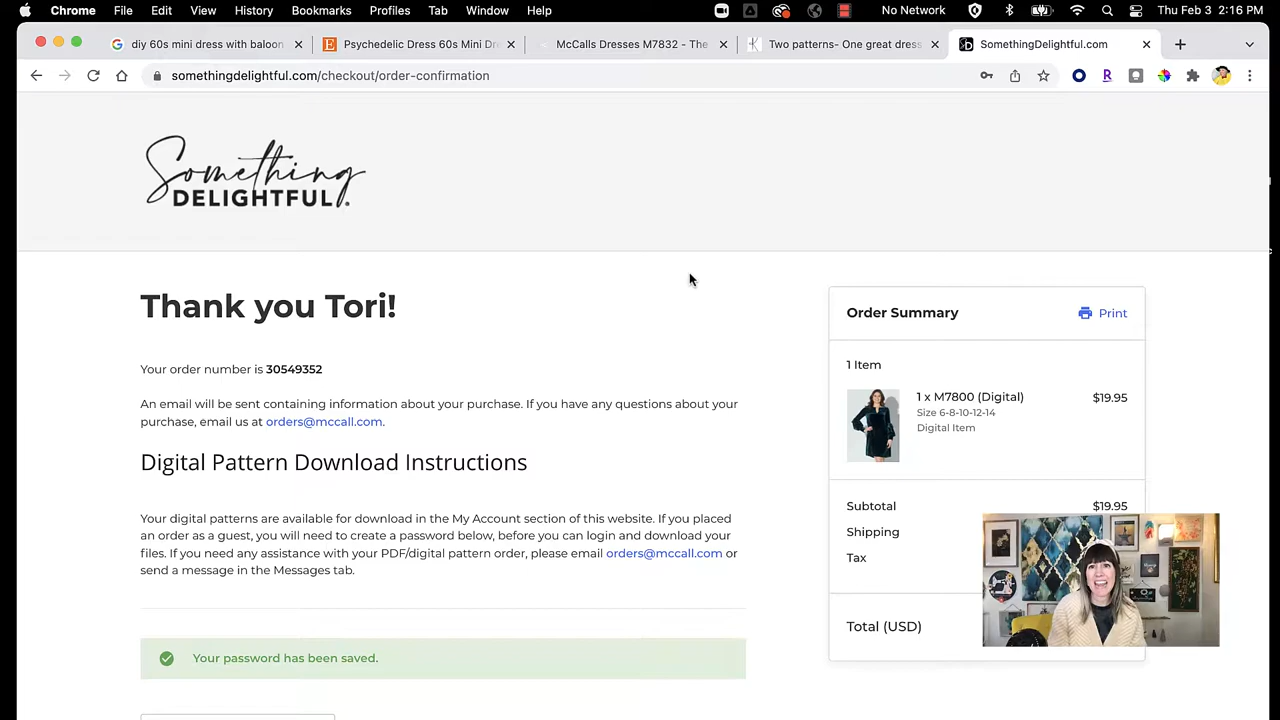 Chrome File Edit View History Bookmarks Profiles Tab Window Help No Network Thu Feb 3 2:16 PM
diy 60s mini dress with baloon Psychedelic Dress 60s Mini Dre McCalls Dresses M7832 - The Two patterns- One great dress SomethingDelightful.com
somethingdelightful.com/checkout/order-confirmation
Something
DELIGHTFUL.
Thank you Tori!
Your order number is 30549352
An email will be sent containing information about your purchase. If you have any questions about your
purchase, email us at orders@mccall.com.
Digital Pattern Download Instructions
Your digital patterns are available for download in the My Account section of this website. If you placed
an order as a guest, you will need to create a password below, before you can login and download your
files. If you need any assistance with your PDF/digital pattern order, please email orders@mccall.com or
send a message in the Messages tab.
Your password has been saved.
Order Summary Print
1 Item
1 x M7800 (Digital) $19.95
Size 6-8-10-12-14
Digital Item
Subtotal $19.95
Shipping
Tax
Total (USD)